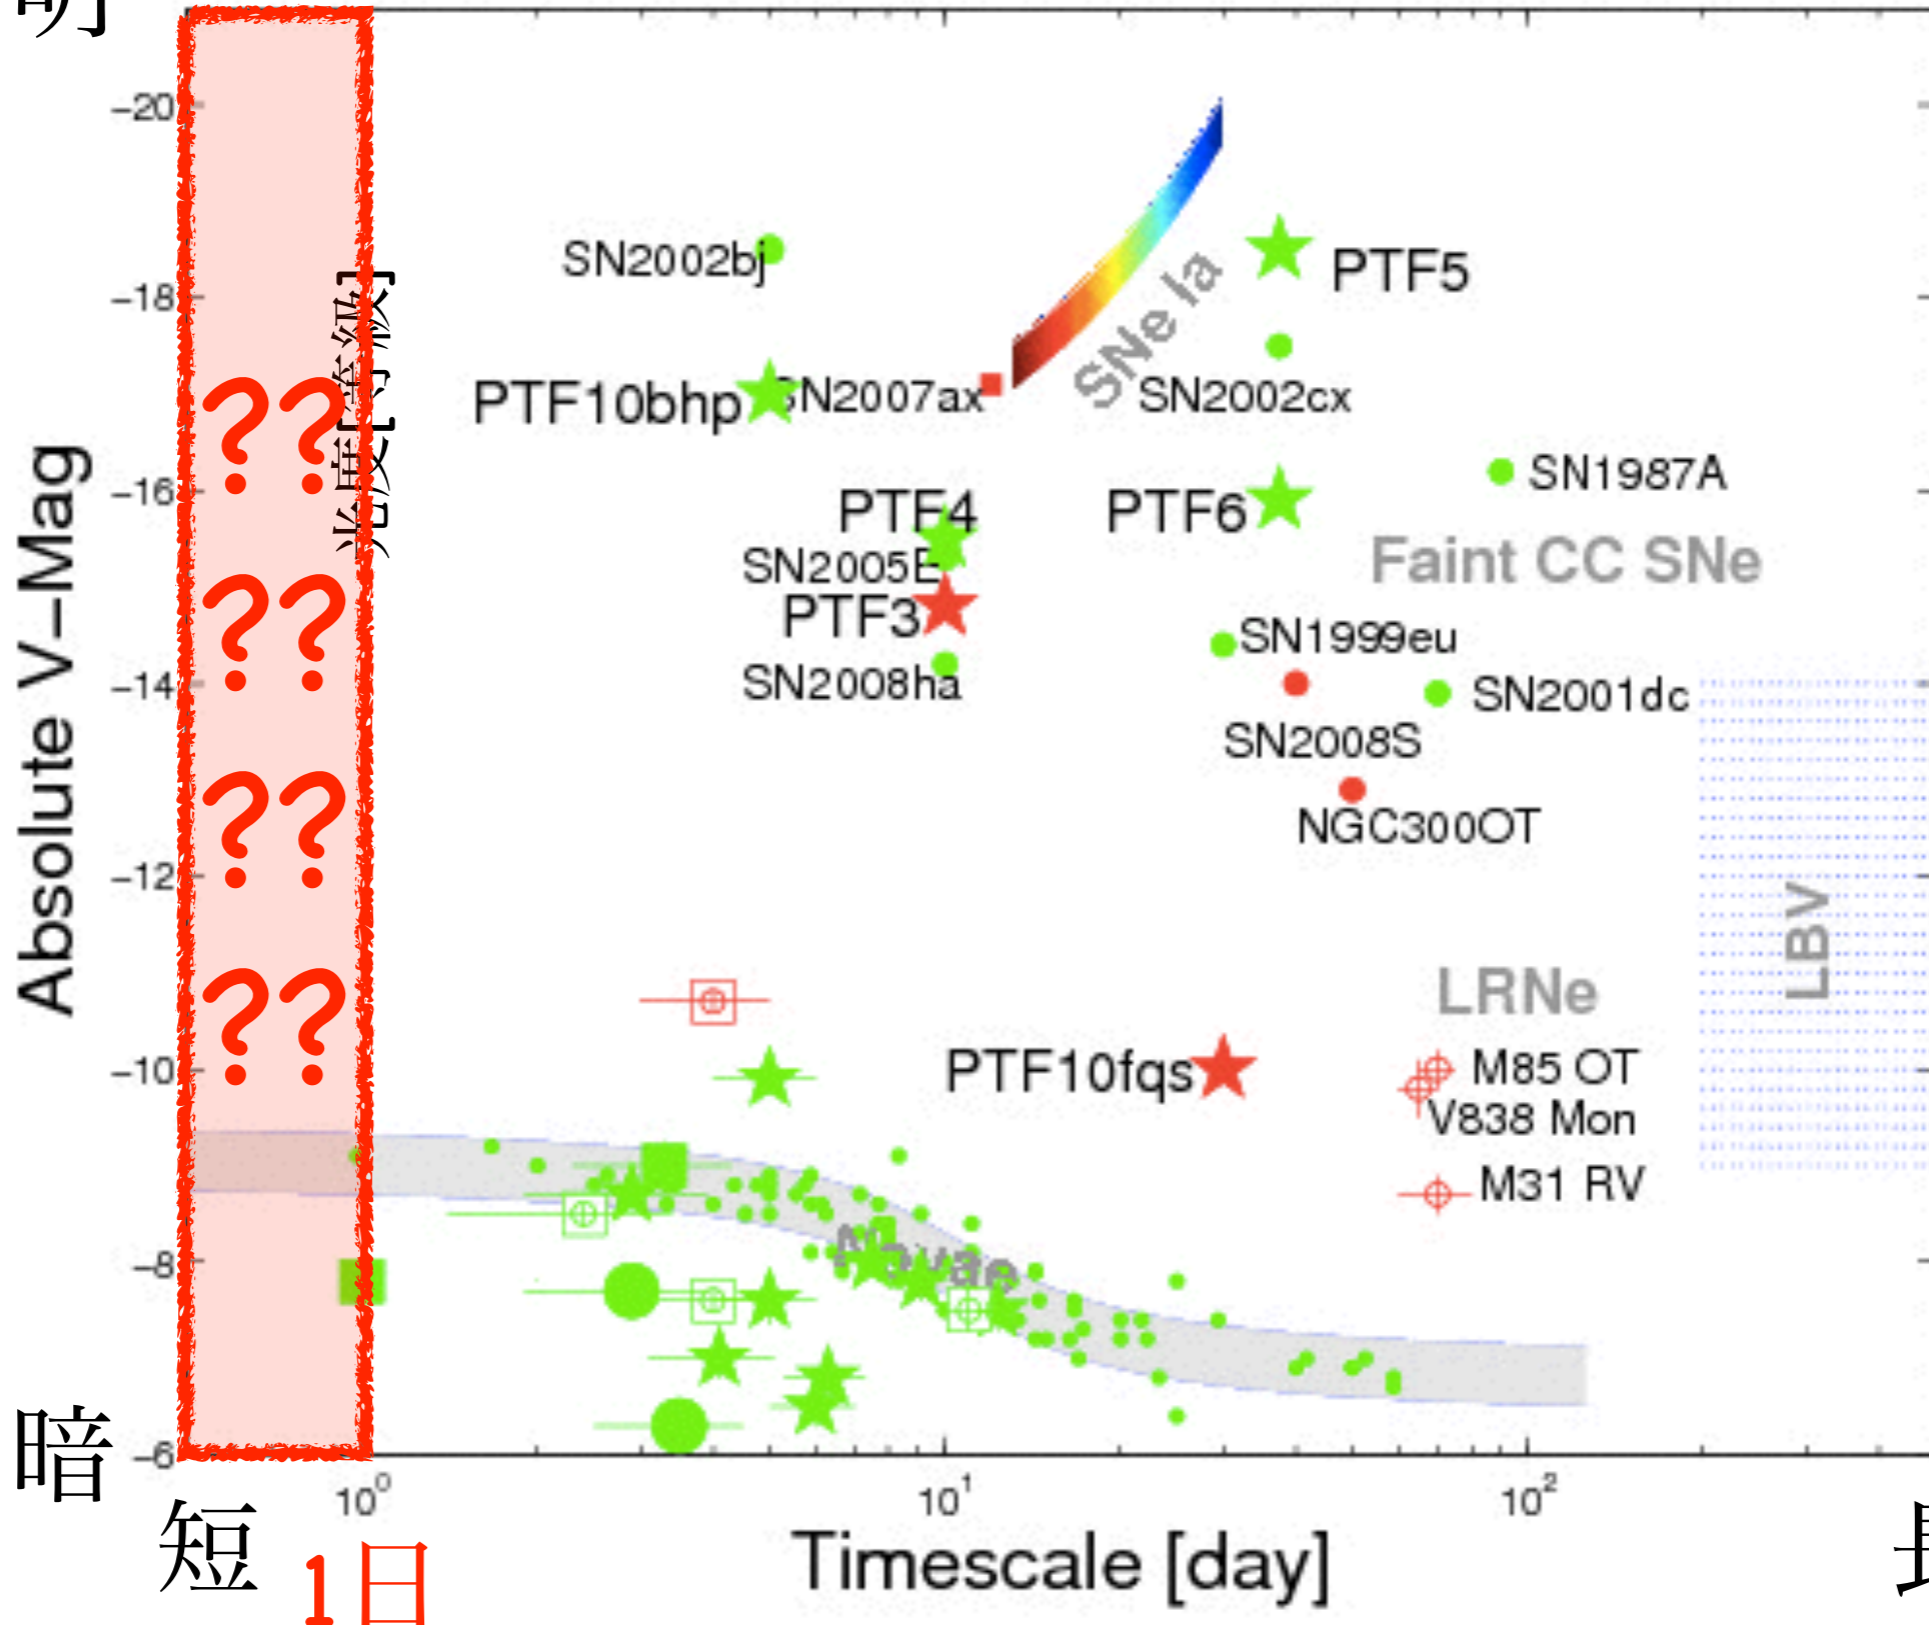 明
-20
SN2002bj
PTF5
-18
光度[等級]
SNe Ia
PTF10bhp
SN2007ax
SN2002cx
?? 
-16
PTF4
PTF6
SN1987A
SN2005E
Faint CC SNe
PTF3
??
SN1999eu
SN2008ha
-14
SN2001dc
SN2008S
??
NGC300OT
Absolute V-Mag
-12
LBV
LRNe
??
-10
PTF10fqs
M85 OT
V838 Mon
M31 RV
-8
Novae
暗
-6
10⁰
10¹
10²
短
1日
Timescale [day]